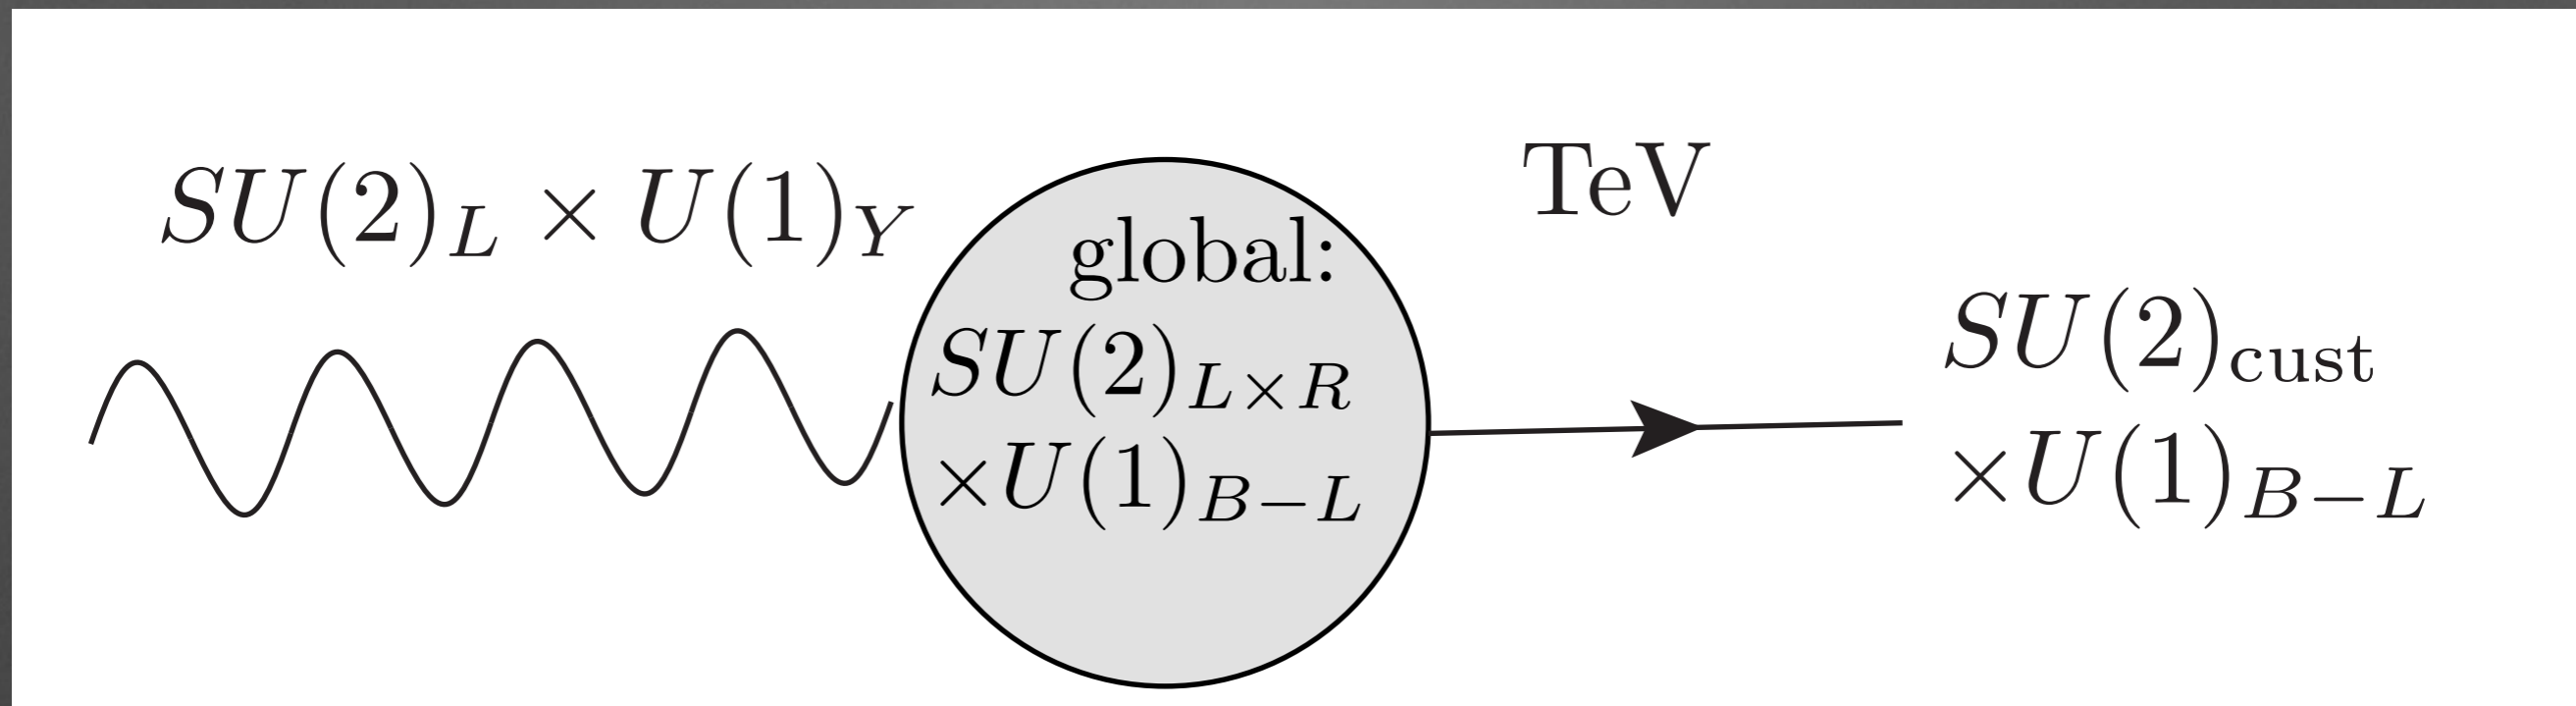 SU(2)_L × U(1)_Y
global:
SU(2)_{L×R}
×U(1)_{B−L}
TeV
SU(2)_{cust}
×U(1)_{B−L}